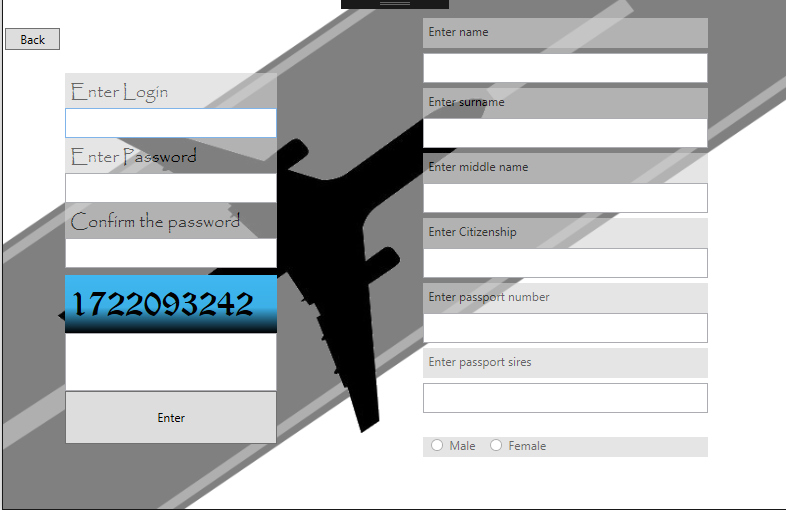 Back
Enter Login
Enter Password
Confirm the password
1722093242
Enter
Enter name
Enter surname
Enter middle name
Enter Citizenship
Enter passport number
Enter passport sires
Male Female